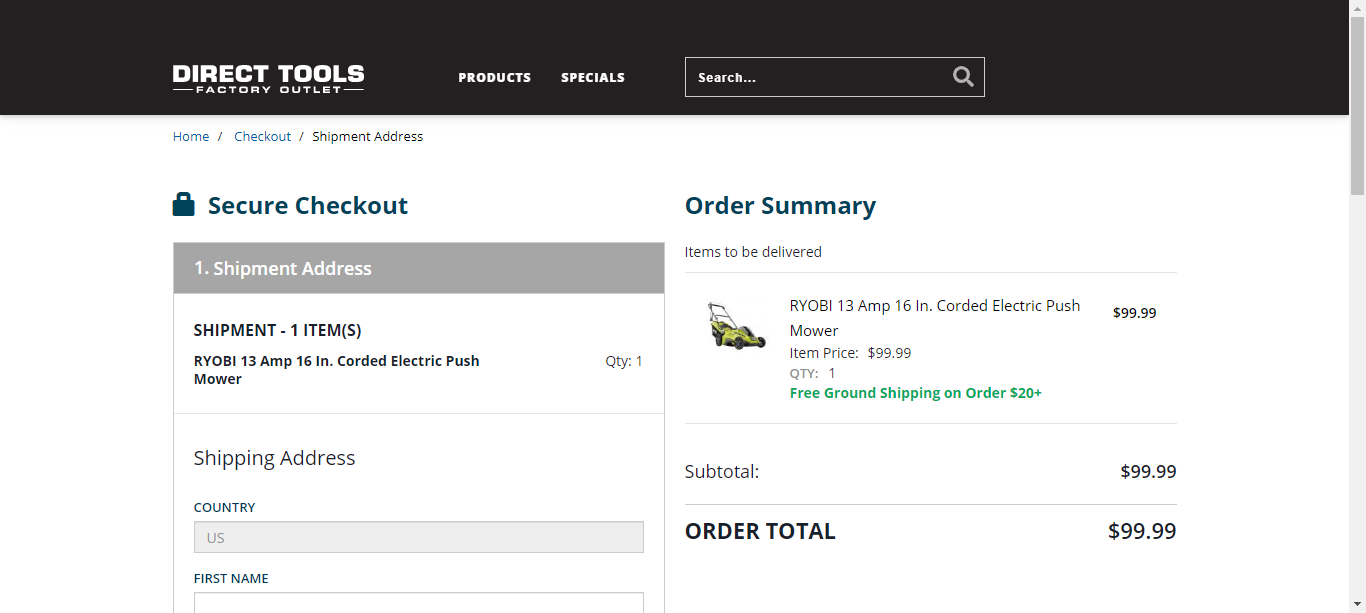 DIRECT TOOLS
FACTORY OUTLET
PRODUCTS
SPECIALS
Search...
Home / Checkout / Shipment Address
Secure Checkout
1. Shipment Address
SHIPMENT - 1 ITEM(S)
RYOBI 13 Amp 16 In. Corded Electric Push
Mower
Qty: 1
Shipping Address
COUNTRY
US
FIRST NAME
Order Summary
Items to be delivered
RYOBI 13 Amp 16 In. Corded Electric Push
Mower
$99.99
Item Price: $99.99
QTY: 1
Free Ground Shipping on Order $20+
Subtotal: $99.99
ORDER TOTAL $99.99